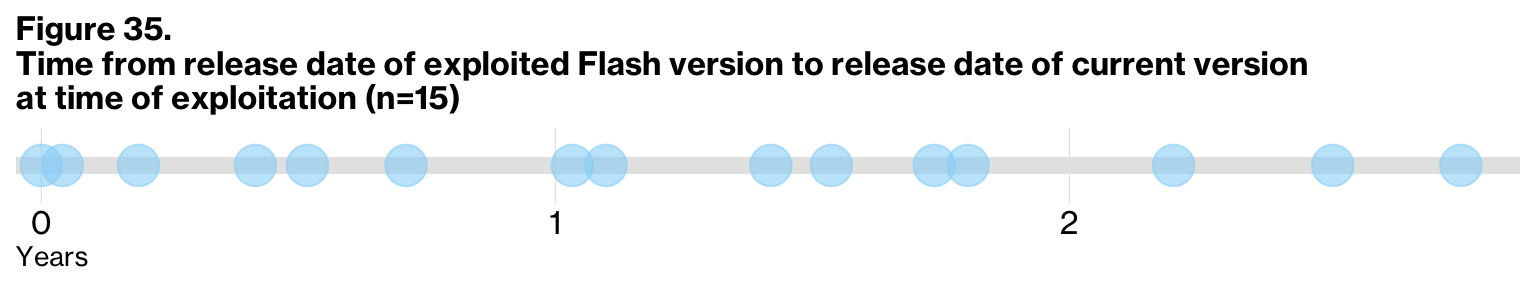 Figure 35.
Time from release date of exploited Flash version to release date of current version
at time of exploitation (n=15)
0 1 2
Years